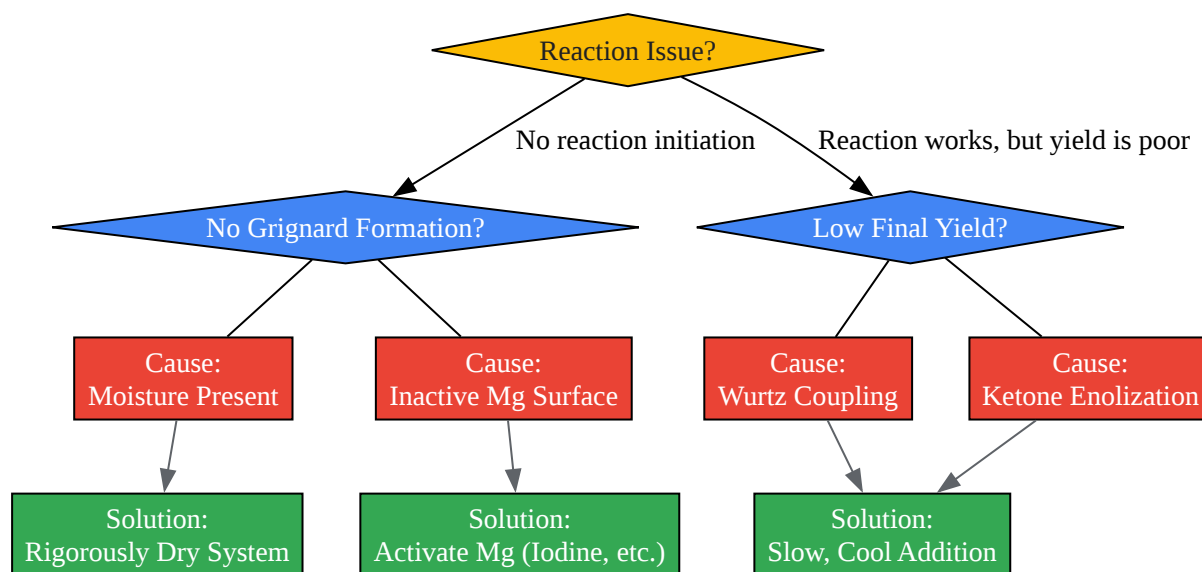 Reaction Issue?
No reaction initiation
Reaction works, but yield is poor
No Grignard Formation?
Low Final Yield?
Cause:
Moisture Present
Cause:
Inactive Mg Surface
Cause:
Wurtz Coupling
Cause:
Ketone Enolization
Solution:
Rigorously Dry System
Solution:
Activate Mg (Iodine, etc.)
Solution:
Slow, Cool Addition